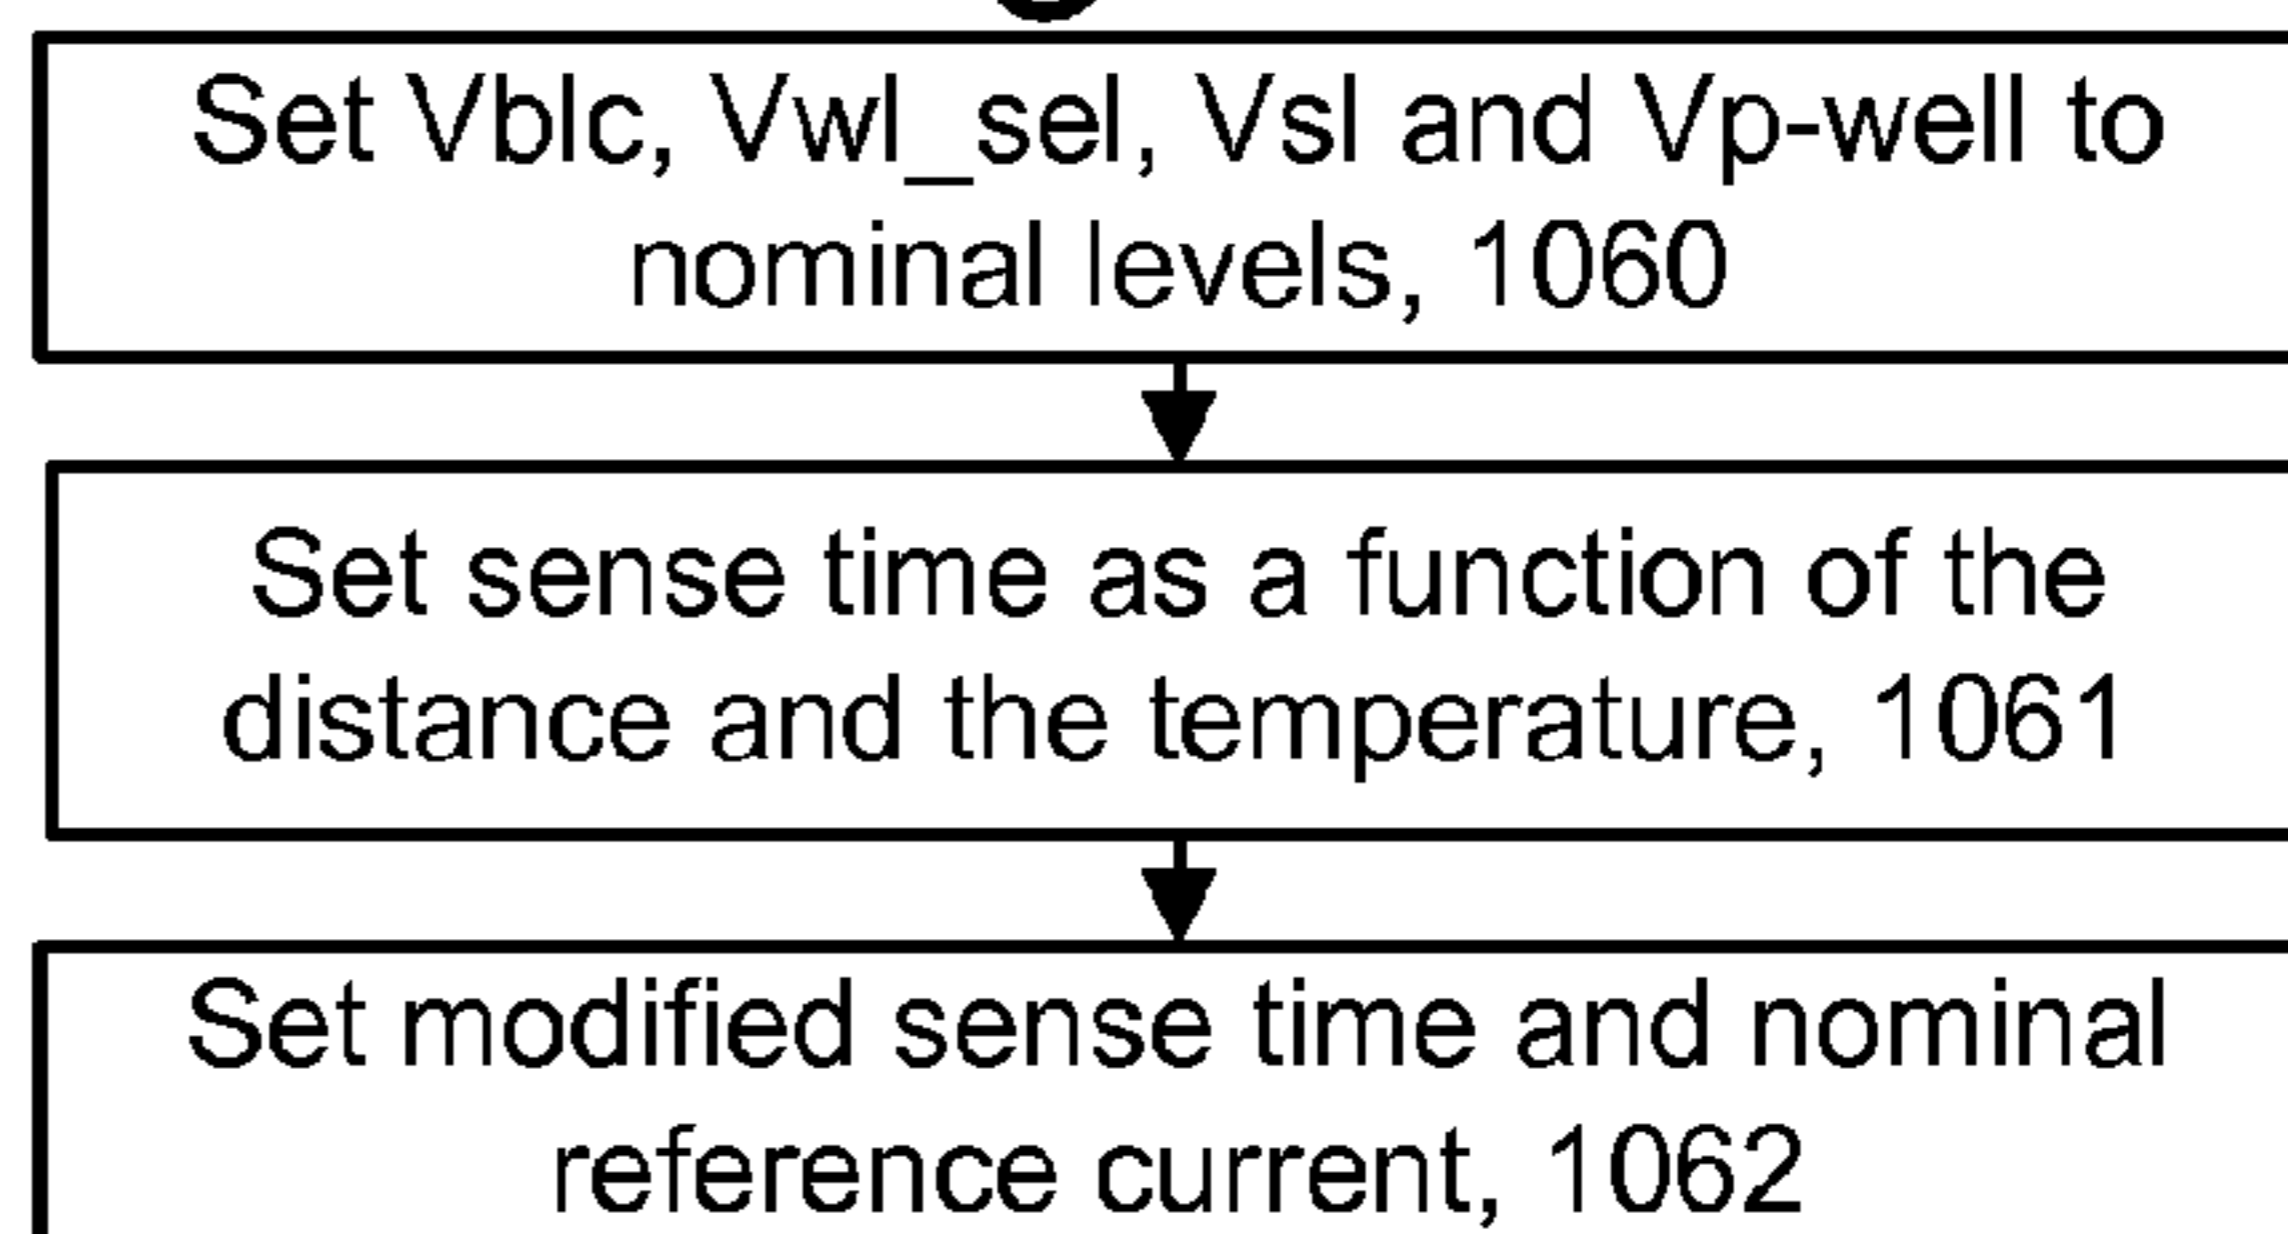 Set Vblc, Vwl_sel, Vsl and Vp-well to
nominal levels, 1060
Set sense time as a function of the
distance and the temperature, 1061
Set modified sense time and nominal
reference current, 1062